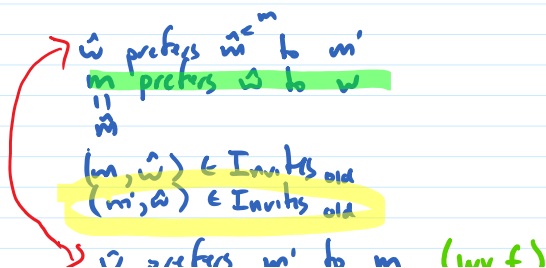 m
ŵ prefers m̂ to m'
m prefers ŵ to w
=
m̂
(m, ŵ) ∈ Invites old
(m', ŵ) ∈ Invites old
ŵ prefers m' to m